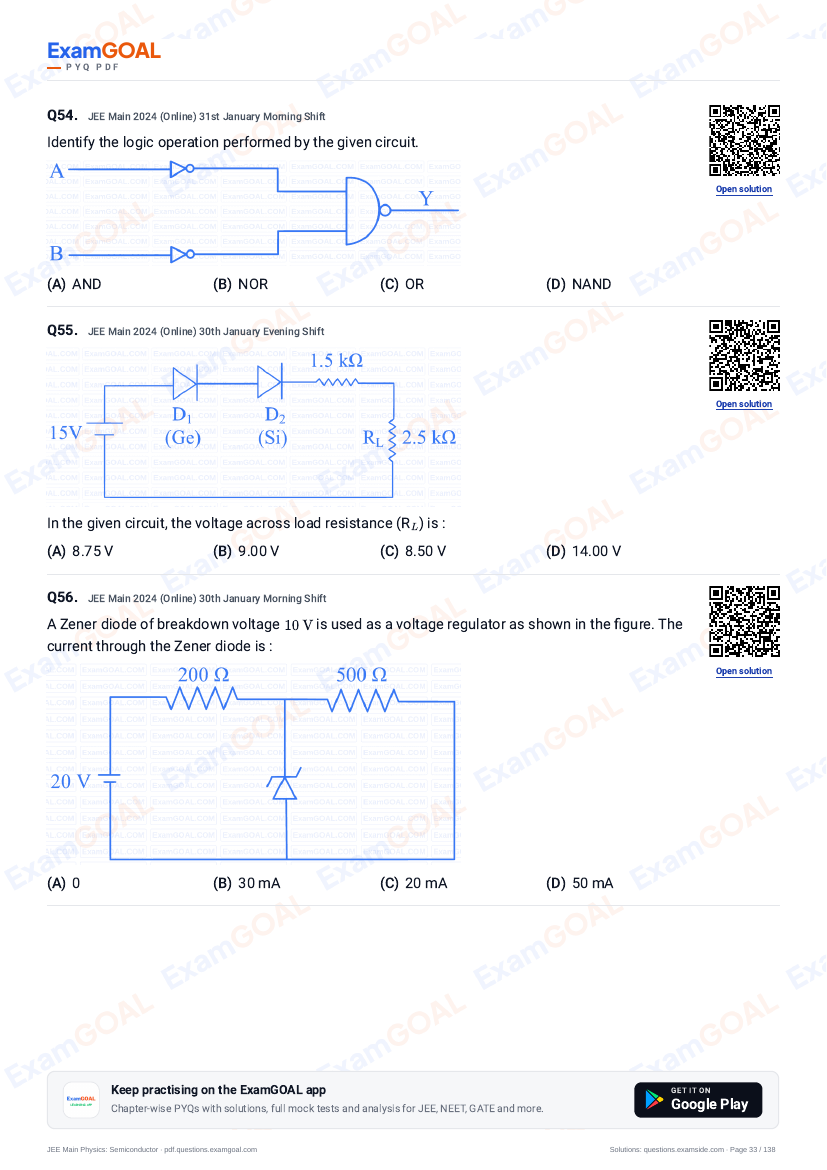 ExamGOAL
PYQ PDF
Q54. JEE Main 2024 (Online) 31st January Morning Shift
Identify the logic operation performed by the given circuit.
A
B
Y
Open solution
(A) AND (B) NOR (C) OR (D) NAND
Q55. JEE Main 2024 (Online) 30th January Evening Shift
1.5 kΩ
D1 D2
15V (Ge) (Si) RL 2.5 kΩ
Open solution
In the given circuit, the voltage across load resistance (RL) is :
(A) 8.75 V (B) 9.00 V (C) 8.50 V (D) 14.00 V
Q56. JEE Main 2024 (Online) 30th January Morning Shift
A Zener diode of breakdown voltage 10 V is used as a voltage regulator as shown in the figure. The
current through the Zener diode is :
Open solution
200 Ω 500 Ω
20 V
(A) 0 (B) 30 mA (C) 20 mA (D) 50 mA
Keep practising on the ExamGOAL app
Chapter-wise PYQs with solutions, full mock tests and analysis for JEE, NEET, GATE and more.
GET IT ON
Google Play
JEE Main Physics: Semiconductor · pdf.questions.examgoal.com
Solutions: questions.examside.com · Page 33 / 138